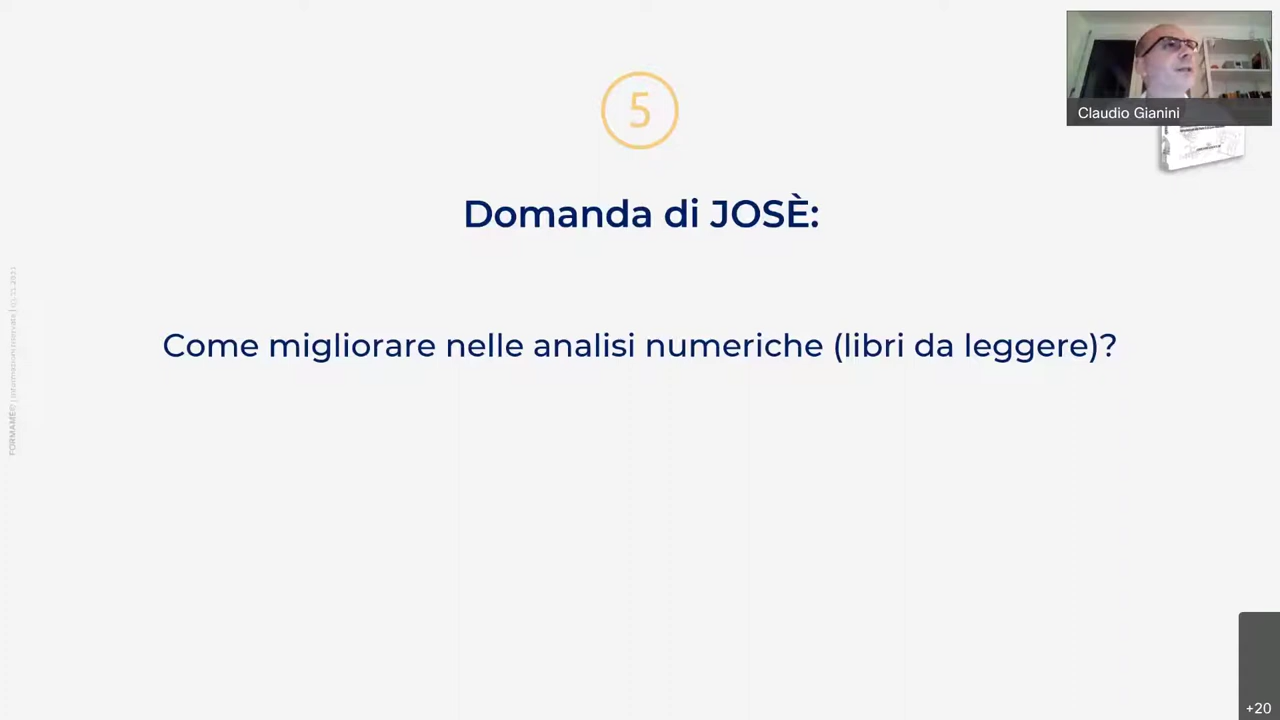 5
Claudio Gianini
Domanda di JOSÈ:
Come migliorare nelle analisi numeriche (libri da leggere)?
+20